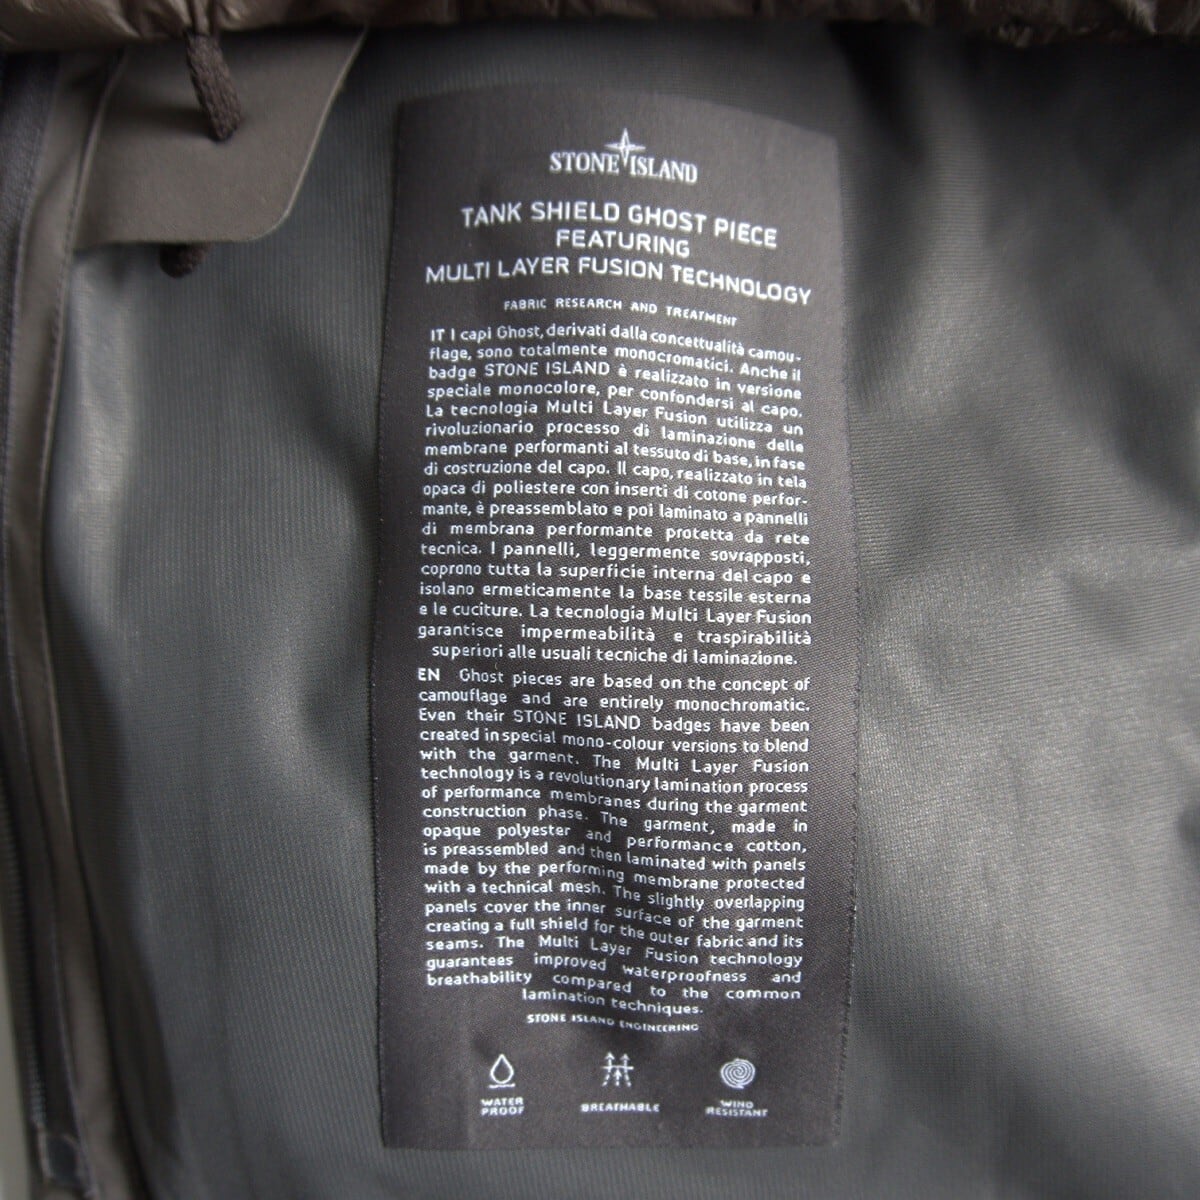 STONE ISLAND
TANK SHIELD GHOST PIECE
FEATURING
MULTI LAYER FUSION TECHNOLOGY
FABRIC RESEARCH AND TREATMENT
IT I capi Ghost, derivati dalla concettualità camou-
flage, sono totalmente monocromatici. Anche il
badge STONE ISLAND è realizzato in versione
speciale monocolore, per confondersi al capo.
La tecnologia Multi Layer Fusion utilizza un
rivoluzionario processo di laminazione delle
membrane performanti al tessuto di base, in fase
di costruzione del capo. Il capo, realizzato in tela
opaca di poliestere con inserti di cotone perfor-
mante, è preassemblato e poi laminato a pannelli
di membrana performante protetta da rete
tecnica. I pannelli, leggermente sovrapposti,
coprono tutta la superficie interna del capo e
isolano ermeticamente la base tessile esterna
e le cuciture. La tecnologia Multi Layer Fusion
garantisce impermeabilità e traspirabilità
superiori alle usuali tecniche di laminazione.
EN Ghost pieces are based on the concept of
camouflage and are entirely monochromatic.
Even their STONE ISLAND badges have been
created in special mono-colour versions to blend
with the garment. The Multi Layer Fusion
technology is a revolutionary lamination process
of performance membranes during the garment
construction phase. The garment, made in
opaque polyester and performance cotton,
is preassembled and then laminated with panels
made by the performing membrane protected
with a technical mesh. The slightly overlapping
panels cover the inner surface of the garment
creating a full shield for the outer fabric and its
seams. The Multi Layer Fusion technology
guarantees improved waterproofness and
breathability compared to the common
lamination techniques.
STONE ISLAND ENGINEERING
WATER
PROOF
BREATHABLE
WIND
RESISTANT